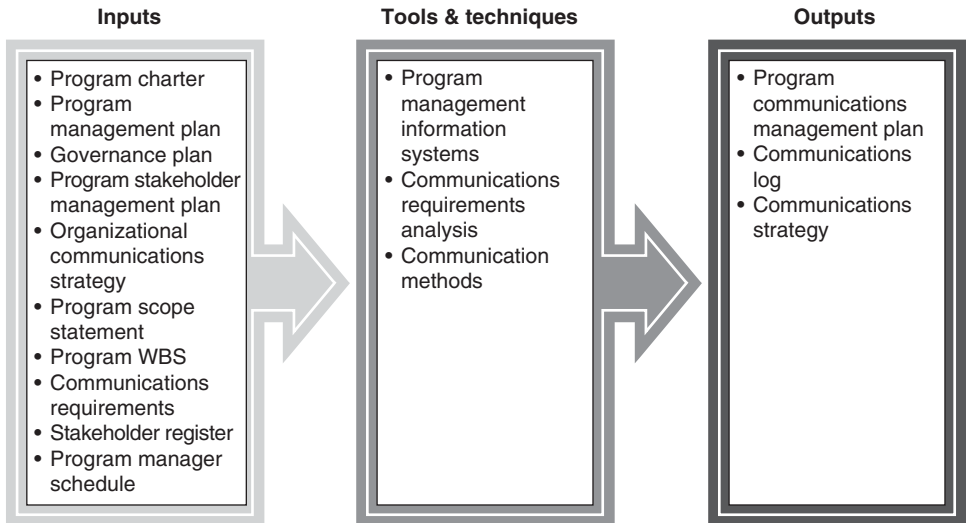 Inputs
• Program charter
• Program
management plan
• Governance plan
• Program stakeholder
management plan
• Organizational
communications
strategy
• Program scope
statement
• Program WBS
• Communications
requirements
• Stakeholder register
• Program manager
schedule
Tools & techniques
• Program
management
information
systems
• Communications
requirements
analysis
• Communication
methods
Outputs
• Program
communications
management plan
• Communications
log
• Communications
strategy